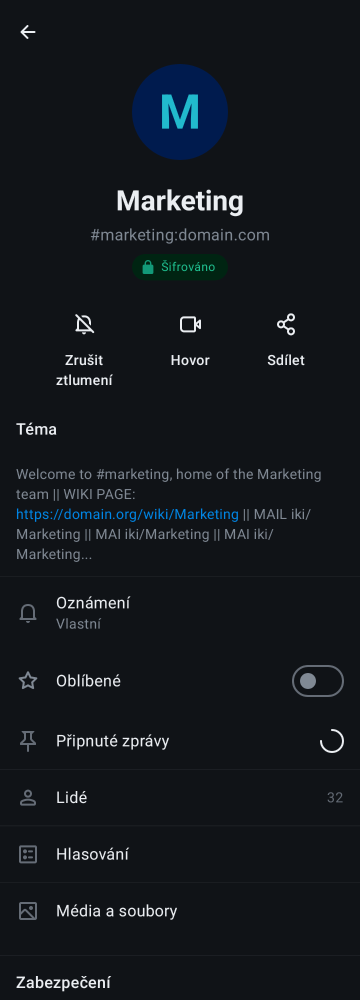 M
Marketing
#marketing:domain.com
Šifrováno
Zrušit
ztlumení
Hovor
Sdílet
Téma
Welcome to #marketing, home of the Marketing
team || WIKI PAGE:
https://domain.org/wiki/Marketing || MAIL iki/
Marketing || MAI iki/Marketing || MAI iki/
Marketing...
Oznámení
Vlastní
Oblíbené
Připnuté zprávy
Lidé 32
Hlasování
Média a soubory
Zabezpečení